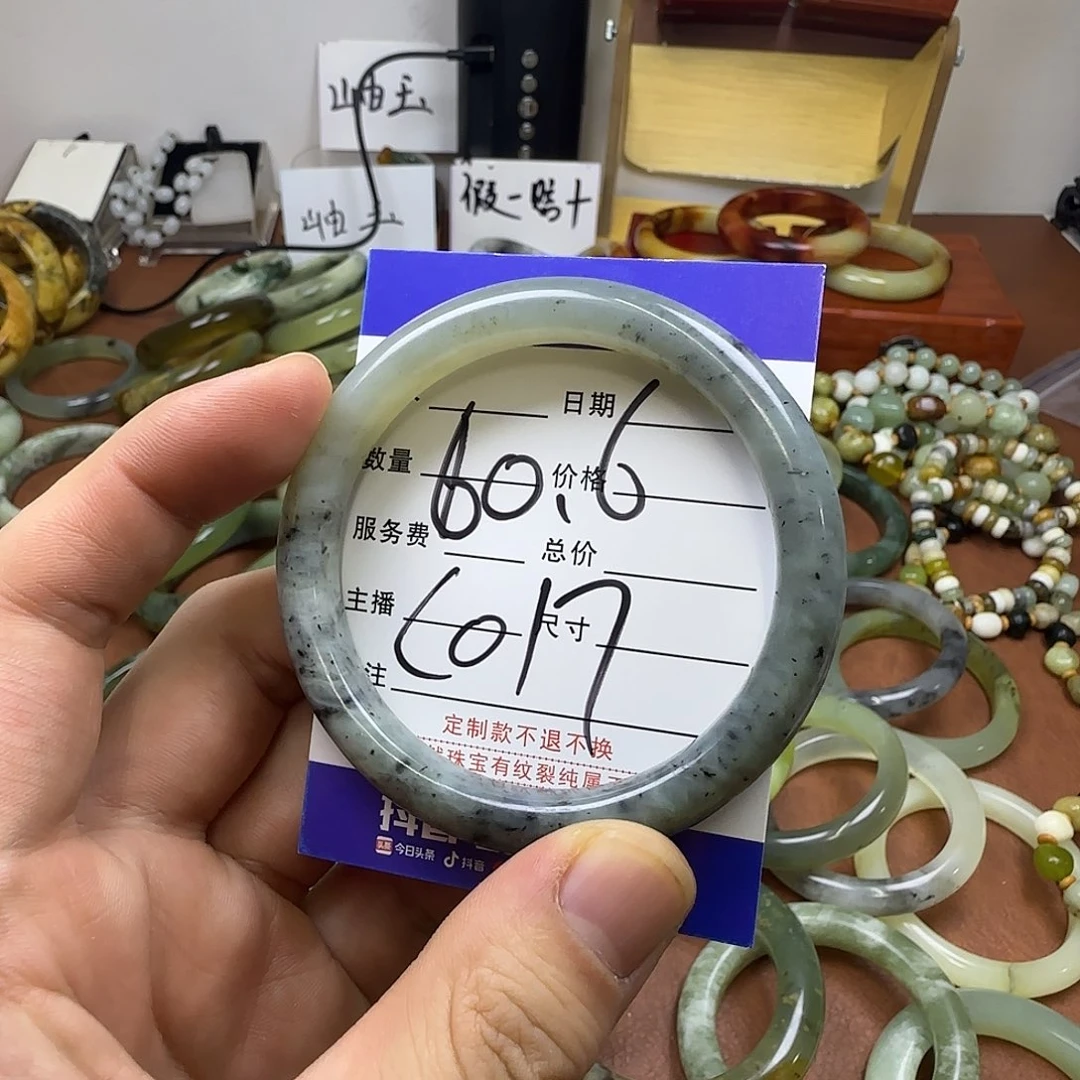 岫玉
岫玉
假一赔十
日期
60.6
数量
价格
服务费
总价
6017
主播
尺寸
注
定制款不退不换
珠宝有纹裂纯属
抖音
今日头条 抖音